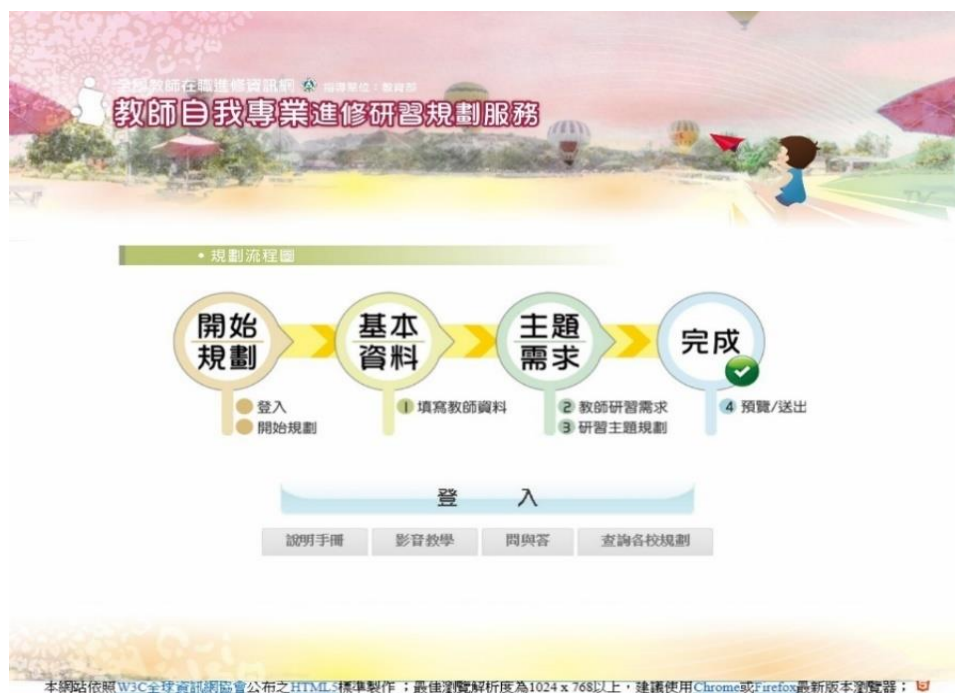 全國教師在職進修資訊網 指導單位：教育部
教師自我專業進修研習規劃服務
• 規劃流程圖
開始
規劃
登入
開始規劃
基本
資料
1 填寫教師資料
主題
需求
2 教師研習需求
3 研習主題規劃
完成
4 預覽/送出
登 入
說明手冊 影音教學 問與答 查詢各校規劃
本網站依照W3C全球資訊網協會公布之HTML5標準製作；最佳瀏覽解析度為1024 x 768以上，建議使用Chrome或Firefox最新版本瀏覽器；